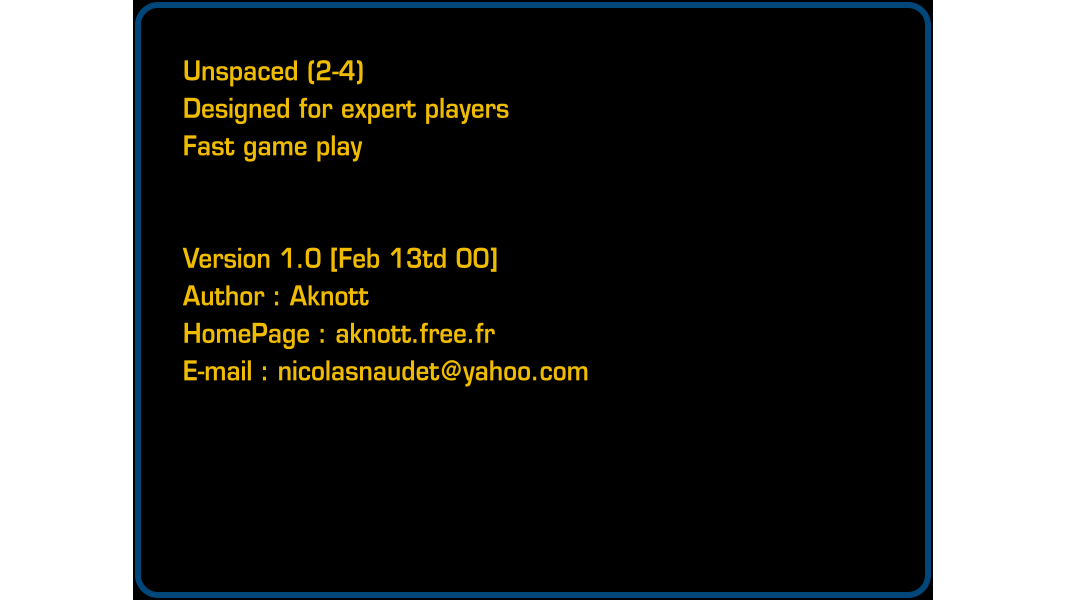 Unspaced (2-4)
Designed for expert players
Fast game play
Version 1.0 [Feb 13td 00]
Author : Aknott
HomePage : aknott.free.fr
E-mail : nicolasnaudet@yahoo.com